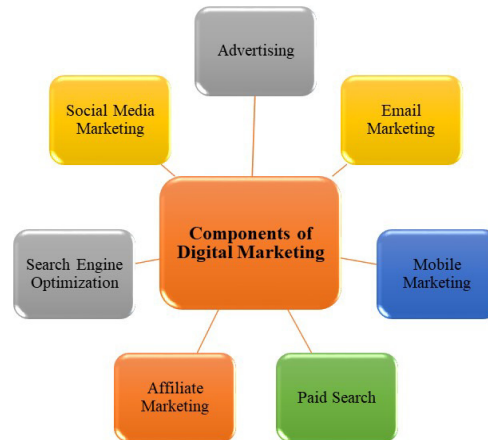 Advertising
Social Media
Marketing
Email
Marketing
Components of
Digital Marketing
Search Engine
Optimization
Mobile
Marketing
Affiliate
Marketing
Paid Search